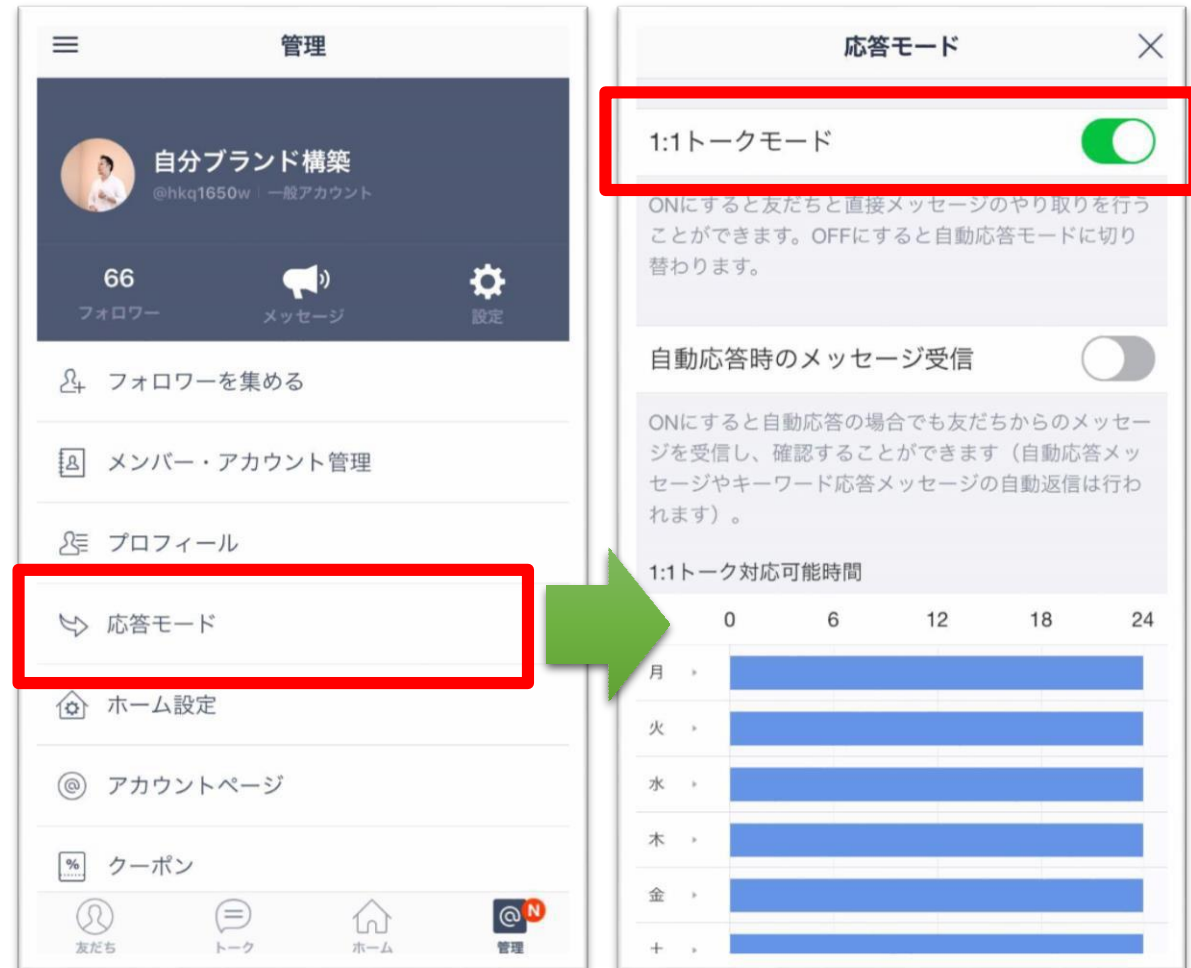 管理
自分ブランド構築
@hkq1650w | 一般アカウント
66
フォロワー
メッセージ
設定
フォロワーを集める
メンバー・アカウント管理
プロフィール
応答モード
ホーム設定
@ アカウントページ
% クーポン
友だち
トーク
ホーム
@ N
管理
応答モード
1:1トークモード
ONにすると友だちと直接メッセージのやり取りを行う
ことができます。OFFにすると自動応答モードに切り
替わります。
自動応答時のメッセージ受信
ONにすると自動応答の場合でも友だちからのメッセー
ジを受信し、確認することができます（自動応答メッ
セージやキーワード応答メッセージの自動返信は行わ
れます）。
1:1トーク対応可能時間
0 6 12 18 24
月
火
水
木
金
土